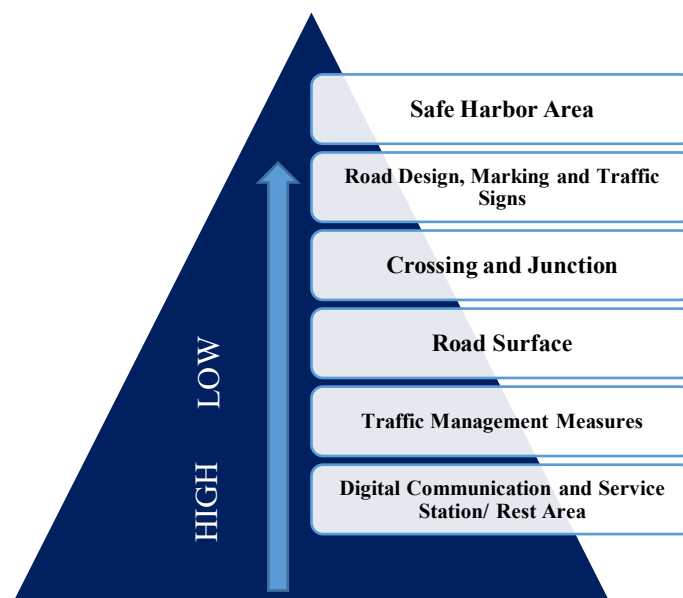 Safe Harbor Area
Road Design, Marking and Traffic
Signs
Crossing and Junction
Road Surface
Traffic Management Measures
Digital Communication and Service
Station/ Rest Area
LOW
HIGH